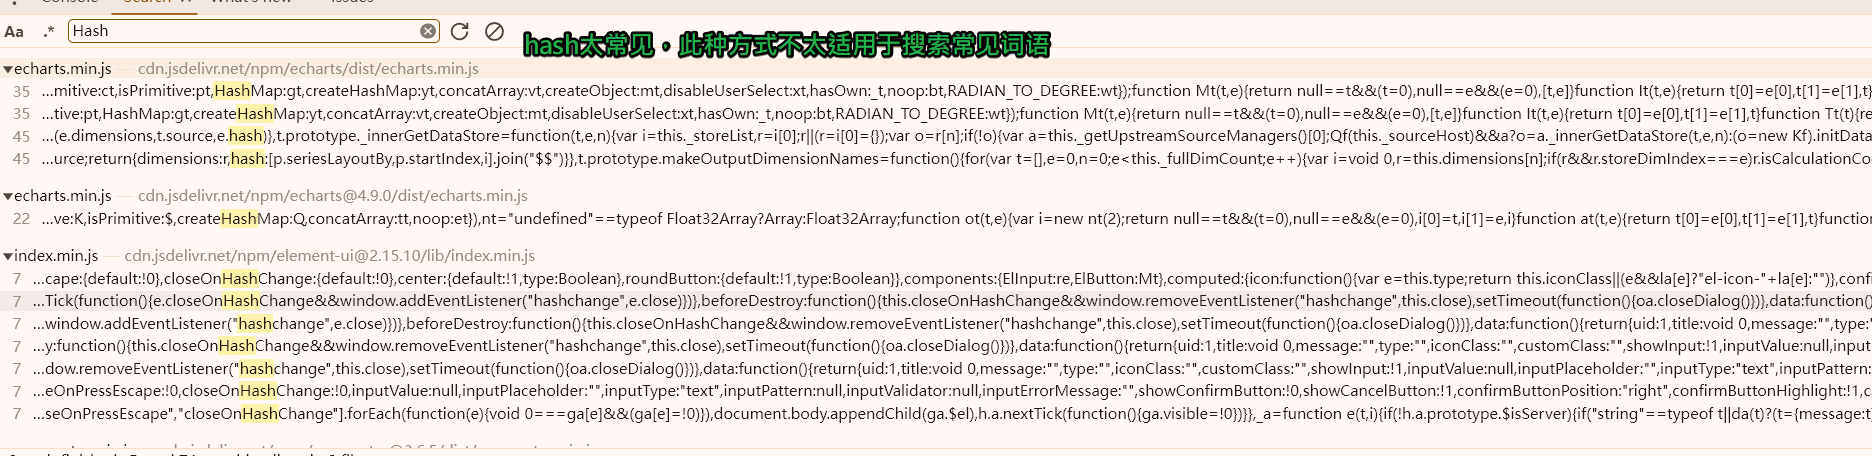 Console Search What's new Issues
Aa .* Hash
hash太常见，此种方式不太适用于搜索常见词语
▼echarts.min.js — cdn.jsdelivr.net/npm/echarts/dist/echarts.min.js
35 …mitive:ct,isPrimitive:pt,HashMap:gt,createHashMap:yt,concatArray:vt,createObject:mt,disableUserSelect:xt,hasOwn:_t,noop:bt,RADIAN_TO_DEGREE:wt});function Mt(t,e){return null==t&&(t=0),null==e&&(e=0),[t,e]}function It(t,e){return t[0]=e[0],t[1]=e[1],t}
35 …tive:pt,HashMap:gt,createHashMap:yt,concatArray:vt,createObject:mt,disableUserSelect:xt,hasOwn:_t,noop:bt,RADIAN_TO_DEGREE:wt});function Mt(t,e){return null==t&&(t=0),null==e&&(e=0),[t,e]}function It(t,e){return t[0]=e[0],t[1]=e[1],t}function Tt(t){re
45 …(e.dimensions,t.source,e.hash)},t.prototype._innerGetDataStore=function(t,e,n){var i=this._storeList,r=i[0];r||(r=i[0]={});var o=r[n];if(!o){var a=this._getUpstreamSourceManagers()[0];Qf(this._sourceHost)&&a?o=a._innerGetDataStore(t,e,n):(o=new Kf).initData
45 …urce;return{dimensions:r,hash:[p.seriesLayoutBy,p.startIndex,i].join("$$")}},t.prototype.makeOutputDimensionNames=function(){for(var t=[],e=0,n=0;e<this._fullDimCount;e++){var i=void 0,r=this.dimensions[n];if(r&&r.storeDimIndex===e)r.isCalculationCo
▼echarts.min.js — cdn.jsdelivr.net/npm/echarts@4.9.0/dist/echarts.min.js
22 …ve:K,isPrimitive:$,createHashMap:Q,concatArray:tt,noop:et}),nt="undefined"==typeof Float32Array?Array:Float32Array;function ot(t,e){var i=new nt(2);return null==t&&(t=0),null==e&&(e=0),i[0]=t,i[1]=e,i}function at(t,e){return t[0]=e[0],t[1]=e[1],t}function
▼index.min.js — cdn.jsdelivr.net/npm/element-ui@2.15.10/lib/index.min.js
7 …cape:{default:!0},closeOnHashChange:{default:!0},center:{default:!1,type:Boolean},roundButton:{default:!1,type:Boolean}},components:{ElInput:re,ElButton:Mt},computed:{icon:function(){var e=this.type;return this.iconClass||(e&&la[e]?"el-icon-"+la[e]:"")},conf
7 …Tick(function(){e.closeOnHashChange&&window.addEventListener("hashchange",e.close)})},beforeDestroy:function(){this.closeOnHashChange&&window.removeEventListener("hashchange",this.close),setTimeout(function(){oa.closeDialog()})},data:function()
7 …window.addEventListener("hashchange",e.close)})},beforeDestroy:function(){this.closeOnHashChange&&window.removeEventListener("hashchange",this.close),setTimeout(function(){oa.closeDialog()})},data:function(){return{uid:1,title:void 0,message:"",type:"
7 …y:function(){this.closeOnHashChange&&window.removeEventListener("hashchange",this.close),setTimeout(function(){oa.closeDialog()})},data:function(){return{uid:1,title:void 0,message:"",type:"",iconClass:"",customClass:"",showInput:!1,inputValue:null,input
7 …dow.removeEventListener("hashchange",this.close),setTimeout(function(){oa.closeDialog()})},data:function(){return{uid:1,title:void 0,message:"",type:"",iconClass:"",customClass:"",showInput:!1,inputValue:null,inputPlaceholder:"",inputType:"text",inputPattern:
7 …eOnPressEscape:!0,closeOnHashChange:!0,inputValue:null,inputPlaceholder:"",inputType:"text",inputPattern:null,inputValidator:null,inputErrorMessage:"",showConfirmButton:!0,showCancelButton:!1,confirmButtonPosition:"right",confirmButtonHighlight:!1,c
7 …seOnPressEscape","closeOnHashChange"].forEach(function(e){void 0===ga[e]&&(ga[e]=!0)}),document.body.appendChild(ga.$el),h.a.nextTick(function(){ga.visible=!0})}},_a=function e(t,i){if(!h.a.prototype.$isServer){if("string"==typeof t||da(t)?(t={message:t